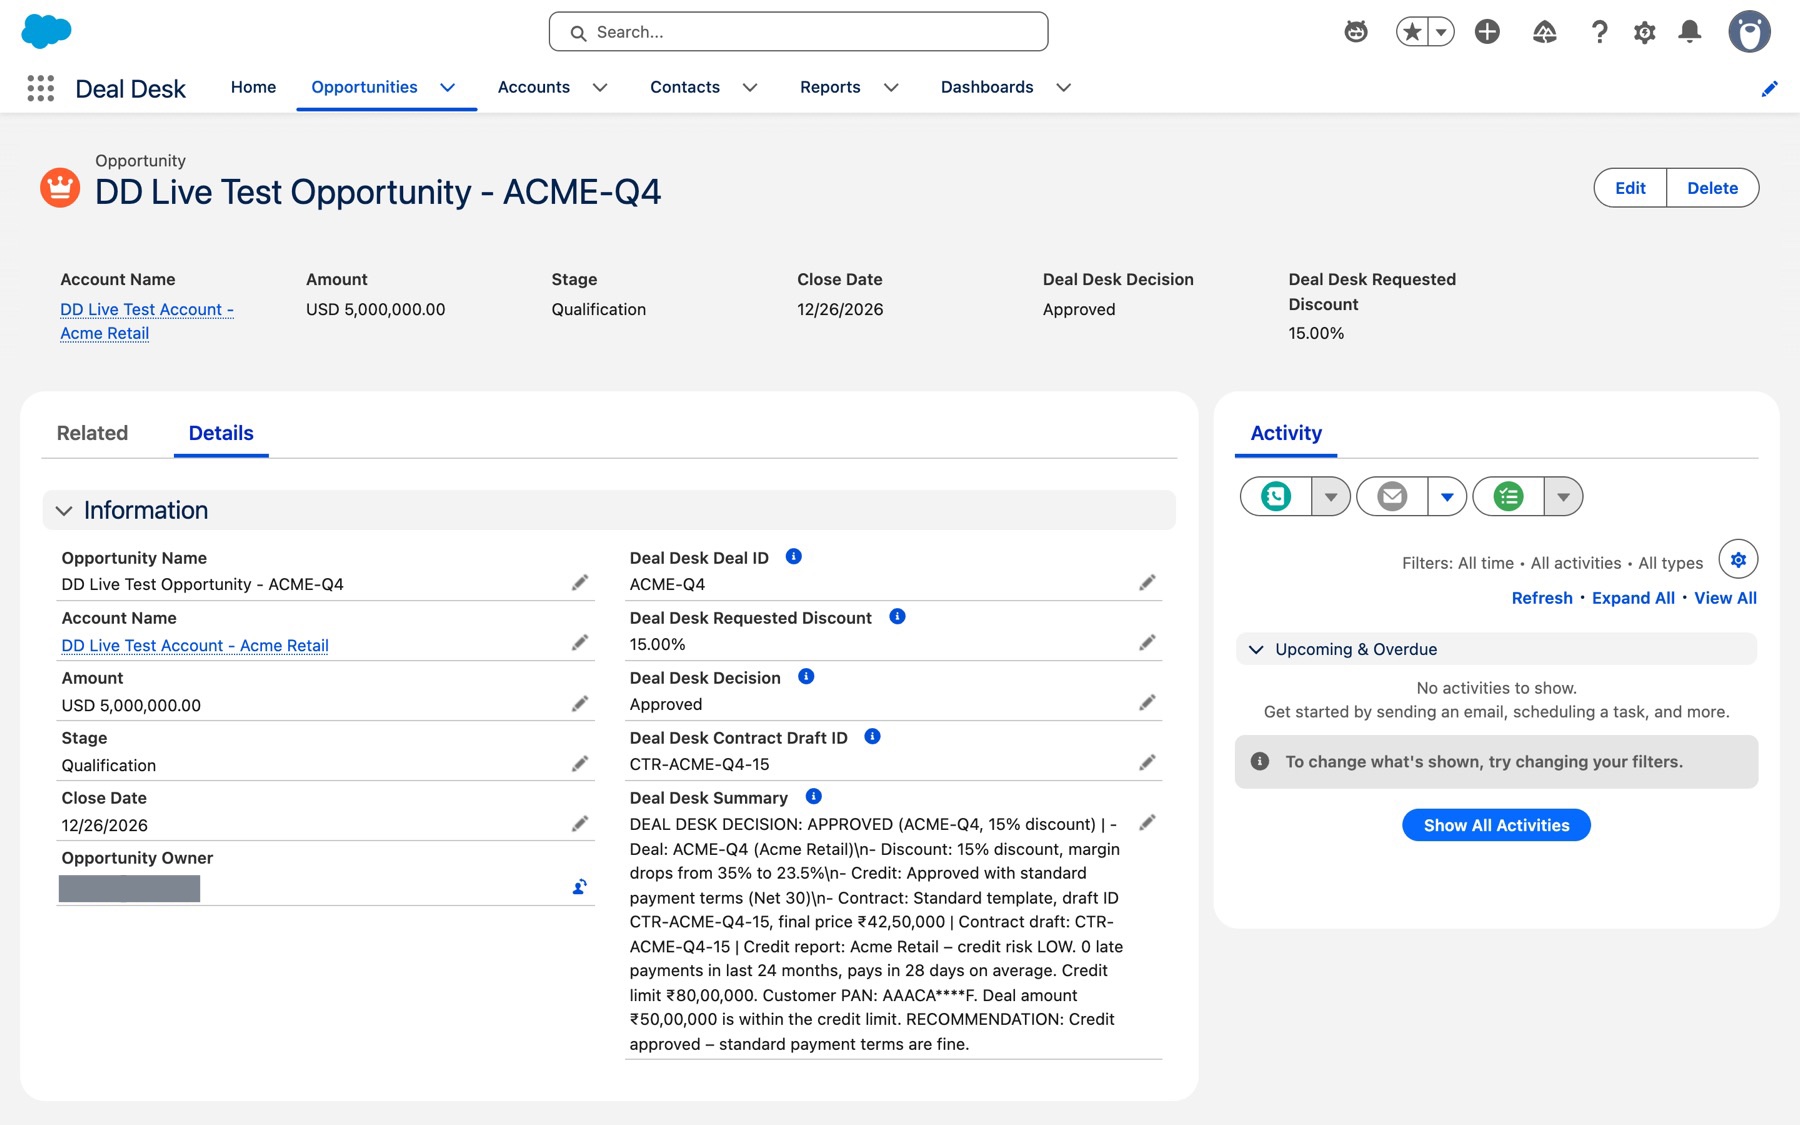 Search...
Deal Desk
Home
Opportunities
Accounts
Contacts
Reports
Dashboards
Opportunity
DD Live Test Opportunity - ACME-Q4
Edit
Delete
Account Name
DD Live Test Account -
Acme Retail
Amount
USD 5,000,000.00
Stage
Qualification
Close Date
12/26/2026
Deal Desk Decision
Approved
Deal Desk Requested
Discount
15.00%
Related
Details
Information
Opportunity Name
DD Live Test Opportunity - ACME-Q4
Account Name
DD Live Test Account - Acme Retail
Amount
USD 5,000,000.00
Stage
Qualification
Close Date
12/26/2026
Opportunity Owner
Deal Desk Deal ID
ACME-Q4
Deal Desk Requested Discount
15.00%
Deal Desk Decision
Approved
Deal Desk Contract Draft ID
CTR-ACME-Q4-15
Deal Desk Summary
DEAL DESK DECISION: APPROVED (ACME-Q4, 15% discount) | -
Deal: ACME-Q4 (Acme Retail)\n- Discount: 15% discount, margin
drops from 35% to 23.5%\n- Credit: Approved with standard
payment terms (Net 30)\n- Contract: Standard template, draft ID
CTR-ACME-Q4-15, final price ₹42,50,000 | Contract draft: CTR-
ACME-Q4-15 | Credit report: Acme Retail – credit risk LOW. 0 late
payments in last 24 months, pays in 28 days on average. Credit
limit ₹80,00,000. Customer PAN: AAACA****F. Deal amount
₹50,00,000 is within the credit limit. RECOMMENDATION: Credit
approved – standard payment terms are fine.
Activity
Filters: All time • All activities • All types
Refresh • Expand All • View All
Upcoming & Overdue
No activities to show.
Get started by sending an email, scheduling a task, and more.
To change what's shown, try changing your filters.
Show All Activities